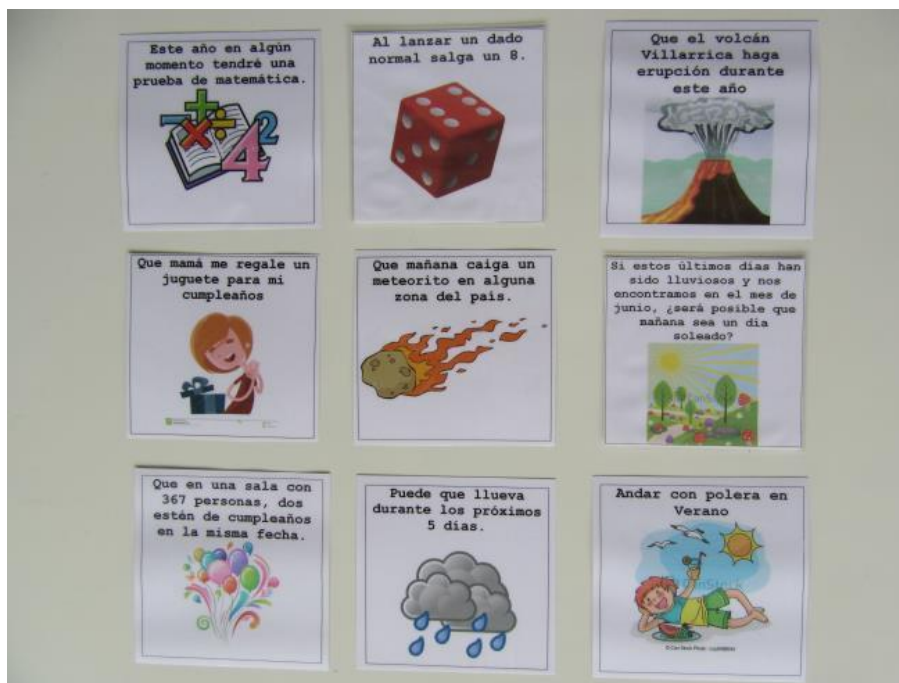 Este año en algún
momento tendré una
prueba de matemática.
Al lanzar un dado
normal salga un 8.
Que el volcán
Villarrica haga
erupción durante
este año
Que mamá me regale un
juguete para mi
cumpleaños
Que mañana caiga un
meteorito en alguna
zona del país.
Si estos últimos días han
sido lluviosos y nos
encontramos en el mes de
junio, ¿será posible que
mañana sea un día
soleado?
Que en una sala con
367 personas, dos
estén de cumpleaños
en la misma fecha.
Puede que llueva
durante los próximos
5 días.
Andar con polera en
Verano